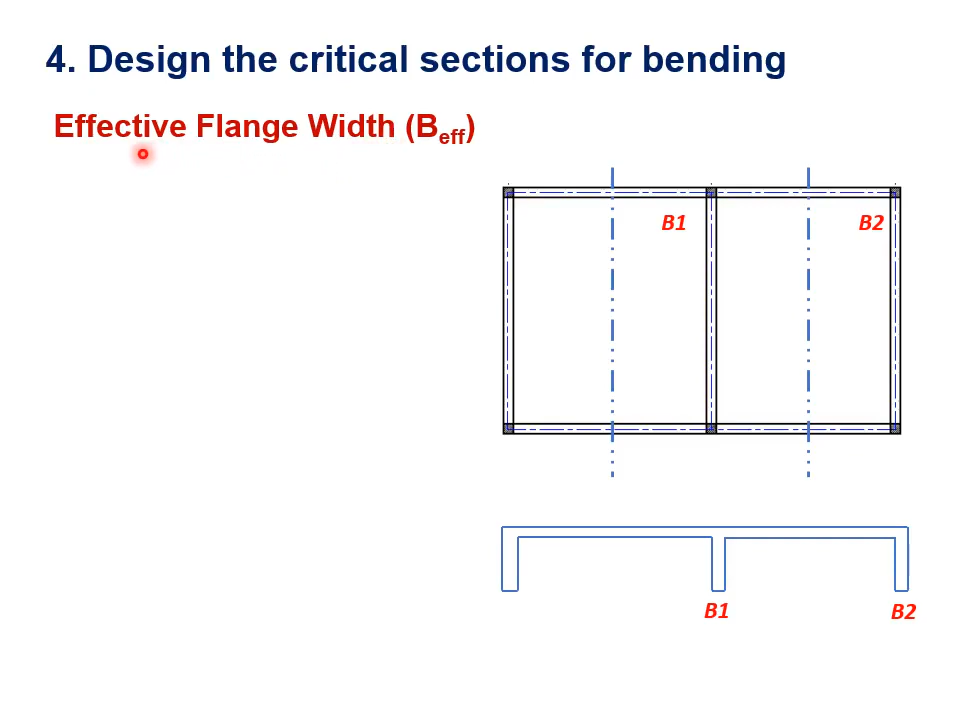 4. Design the critical sections for bending
Effective Flange Width (Beff)
B1
B2
B1
B2